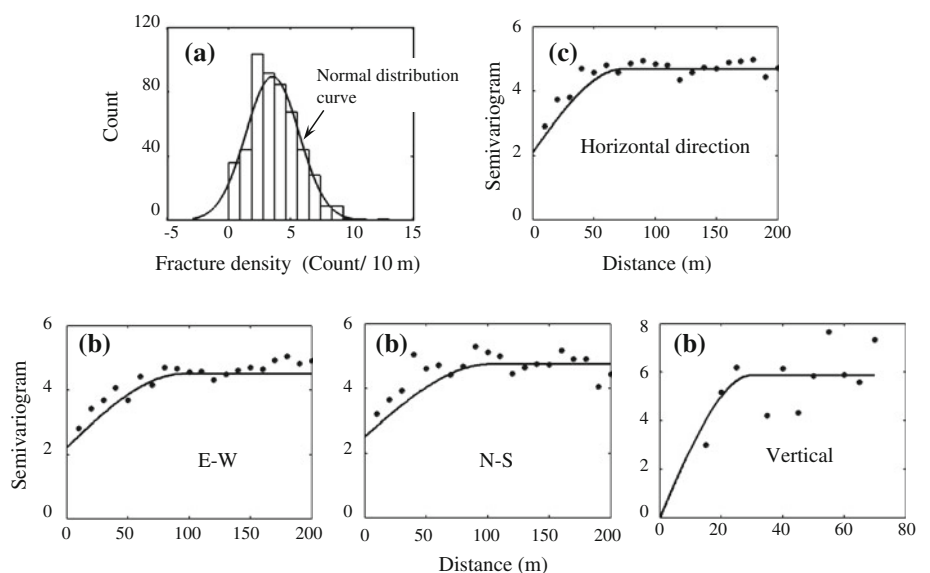 (a)
Count
120
80
40
0
-5 0 5 10 15
Normal distribution
curve
Fracture density (Count/ 10 m)
(c)
Semivariogram
6
4
2
0
0 50 100 150 200
Horizontal direction
Distance (m)
(b)
Semivariogram
6
4
2
0
0 50 100 150 200
E-W
(b)
6
4
2
0
0 50 100 150 200
N-S
(b)
8
6
4
2
0
0 20 40 60 80
Vertical
Distance (m)